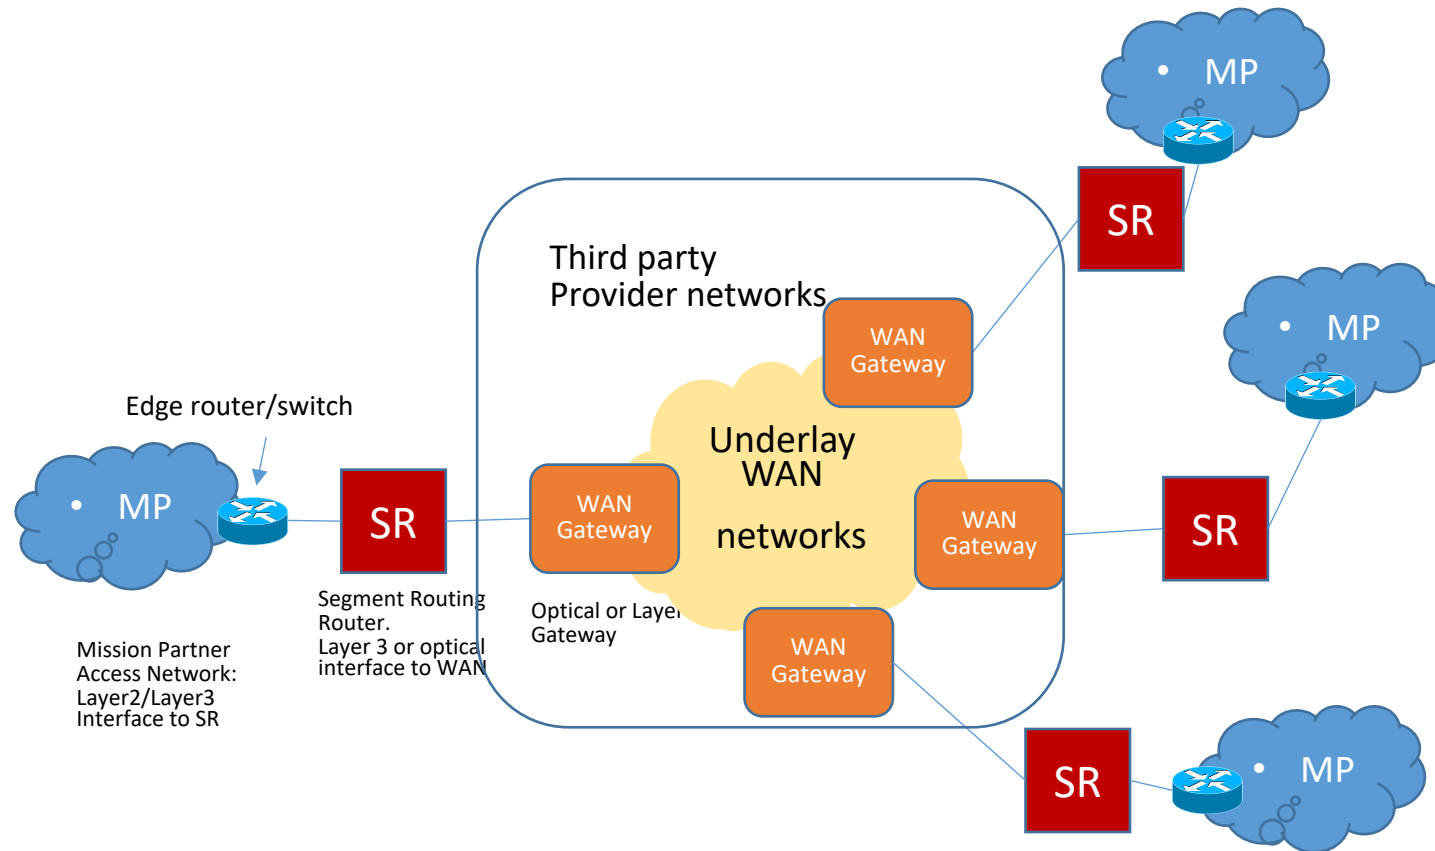 • MP
SR
Third party
Provider networks
WAN
Gateway
• MP
Edge router/switch
Underlay
WAN
networks
• MP
SR
WAN
Gateway
WAN
Gateway
SR
Segment Routing
Router.
Layer 3 or optical
interface to WAN
Optical or Layer
Gateway
Mission Partner
Access Network:
Layer2/Layer3
Interface to SR
WAN
Gateway
SR
• MP